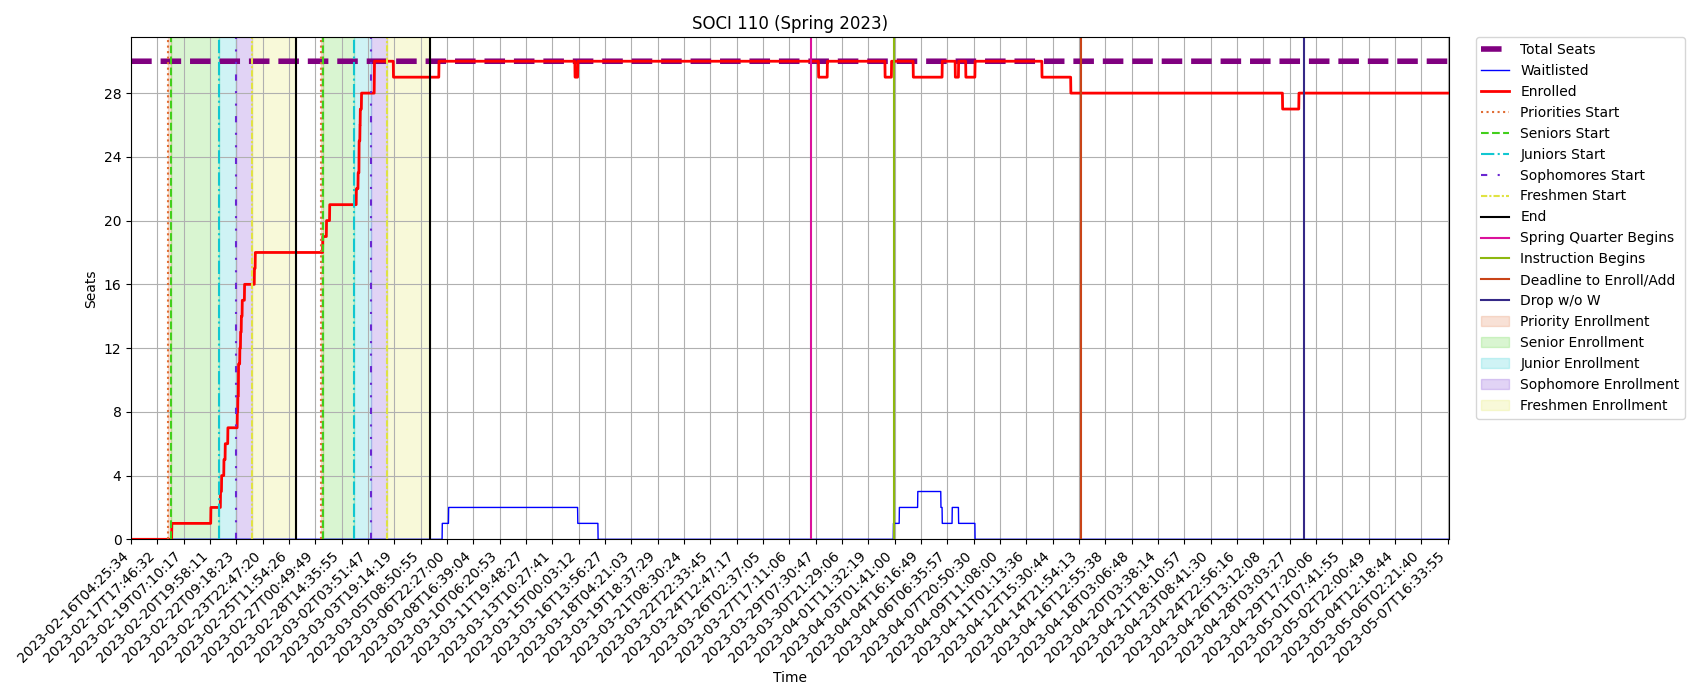 SOCI 110 (Spring 2023)
Seats
28
24
20
16
12
8
4
0
2023-02-16T04:25:34
2023-02-17T17:46:32
2023-02-19T07:10:17
2023-02-20T19:58:11
2023-02-22T09:18:23
2023-02-23T22:47:20
2023-02-25T11:54:26
2023-02-27T00:49:49
2023-02-28T14:35:55
2023-03-02T03:51:47
2023-03-03T19:14:19
2023-03-05T08:50:55
2023-03-06T22:27:00
2023-03-08T16:39:04
2023-03-10T06:20:53
2023-03-11T19:48:27
2023-03-13T10:27:41
2023-03-15T00:03:12
2023-03-16T13:56:27
2023-03-18T04:21:03
2023-03-19T18:37:29
2023-03-21T08:30:24
2023-03-22T22:33:45
2023-03-24T12:47:17
2023-03-26T02:37:05
2023-03-27T17:11:06
2023-03-29T07:30:47
2023-03-30T21:29:06
2023-04-01T11:32:19
2023-04-03T01:41:00
2023-04-04T16:16:49
2023-04-06T06:35:57
2023-04-07T20:50:30
2023-04-09T11:08:00
2023-04-11T01:13:36
2023-04-12T15:30:44
2023-04-14T21:54:13
2023-04-16T12:55:38
2023-04-18T03:06:48
2023-04-20T03:38:14
2023-04-21T18:10:57
2023-04-23T08:41:30
2023-04-24T22:56:16
2023-04-26T13:12:08
2023-04-28T03:03:27
2023-04-29T17:20:06
2023-05-01T07:41:55
2023-05-02T22:00:49
2023-05-04T12:18:44
2023-05-06T02:21:40
2023-05-07T16:33:55
Time
Total Seats
Waitlisted
Enrolled
Priorities Start
Seniors Start
Juniors Start
Sophomores Start
Freshmen Start
End
Spring Quarter Begins
Instruction Begins
Deadline to Enroll/Add
Drop w/o W
Priority Enrollment
Senior Enrollment
Junior Enrollment
Sophomore Enrollment
Freshmen Enrollment